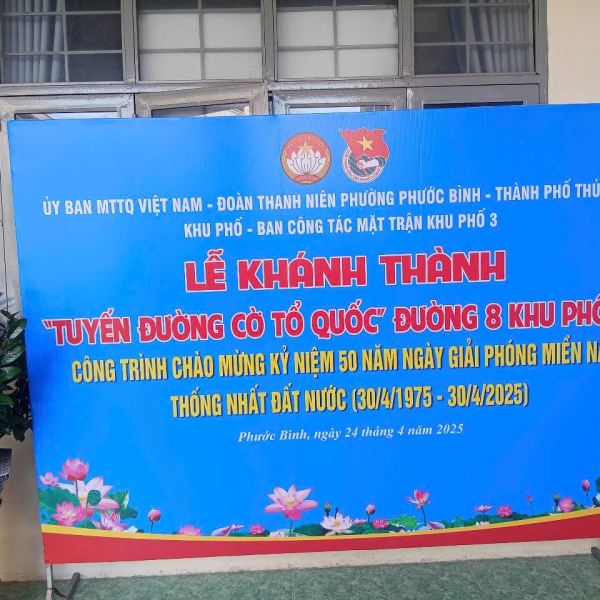 ỦY BAN MTTQ VIỆT NAM - ĐOÀN THANH NIÊN PHƯỜNG PHƯỚC BÌNH - THÀNH PHỐ THỦ
KHU PHỐ - BAN CÔNG TÁC MẶT TRẬN KHU PHỐ 3
LỄ KHÁNH THÀNH
"TUYẾN ĐƯỜNG CỜ TỔ QUỐC" ĐƯỜNG 8 KHU PHỐ
CÔNG TRÌNH CHÀO MỪNG KỶ NIỆM 50 NĂM NGÀY GIẢI PHÓNG MIỀN
THỐNG NHẤT ĐẤT NƯỚC (30/4/1975 - 30/4/2025)
Phước Bình, ngày 24 tháng 4 năm 2025